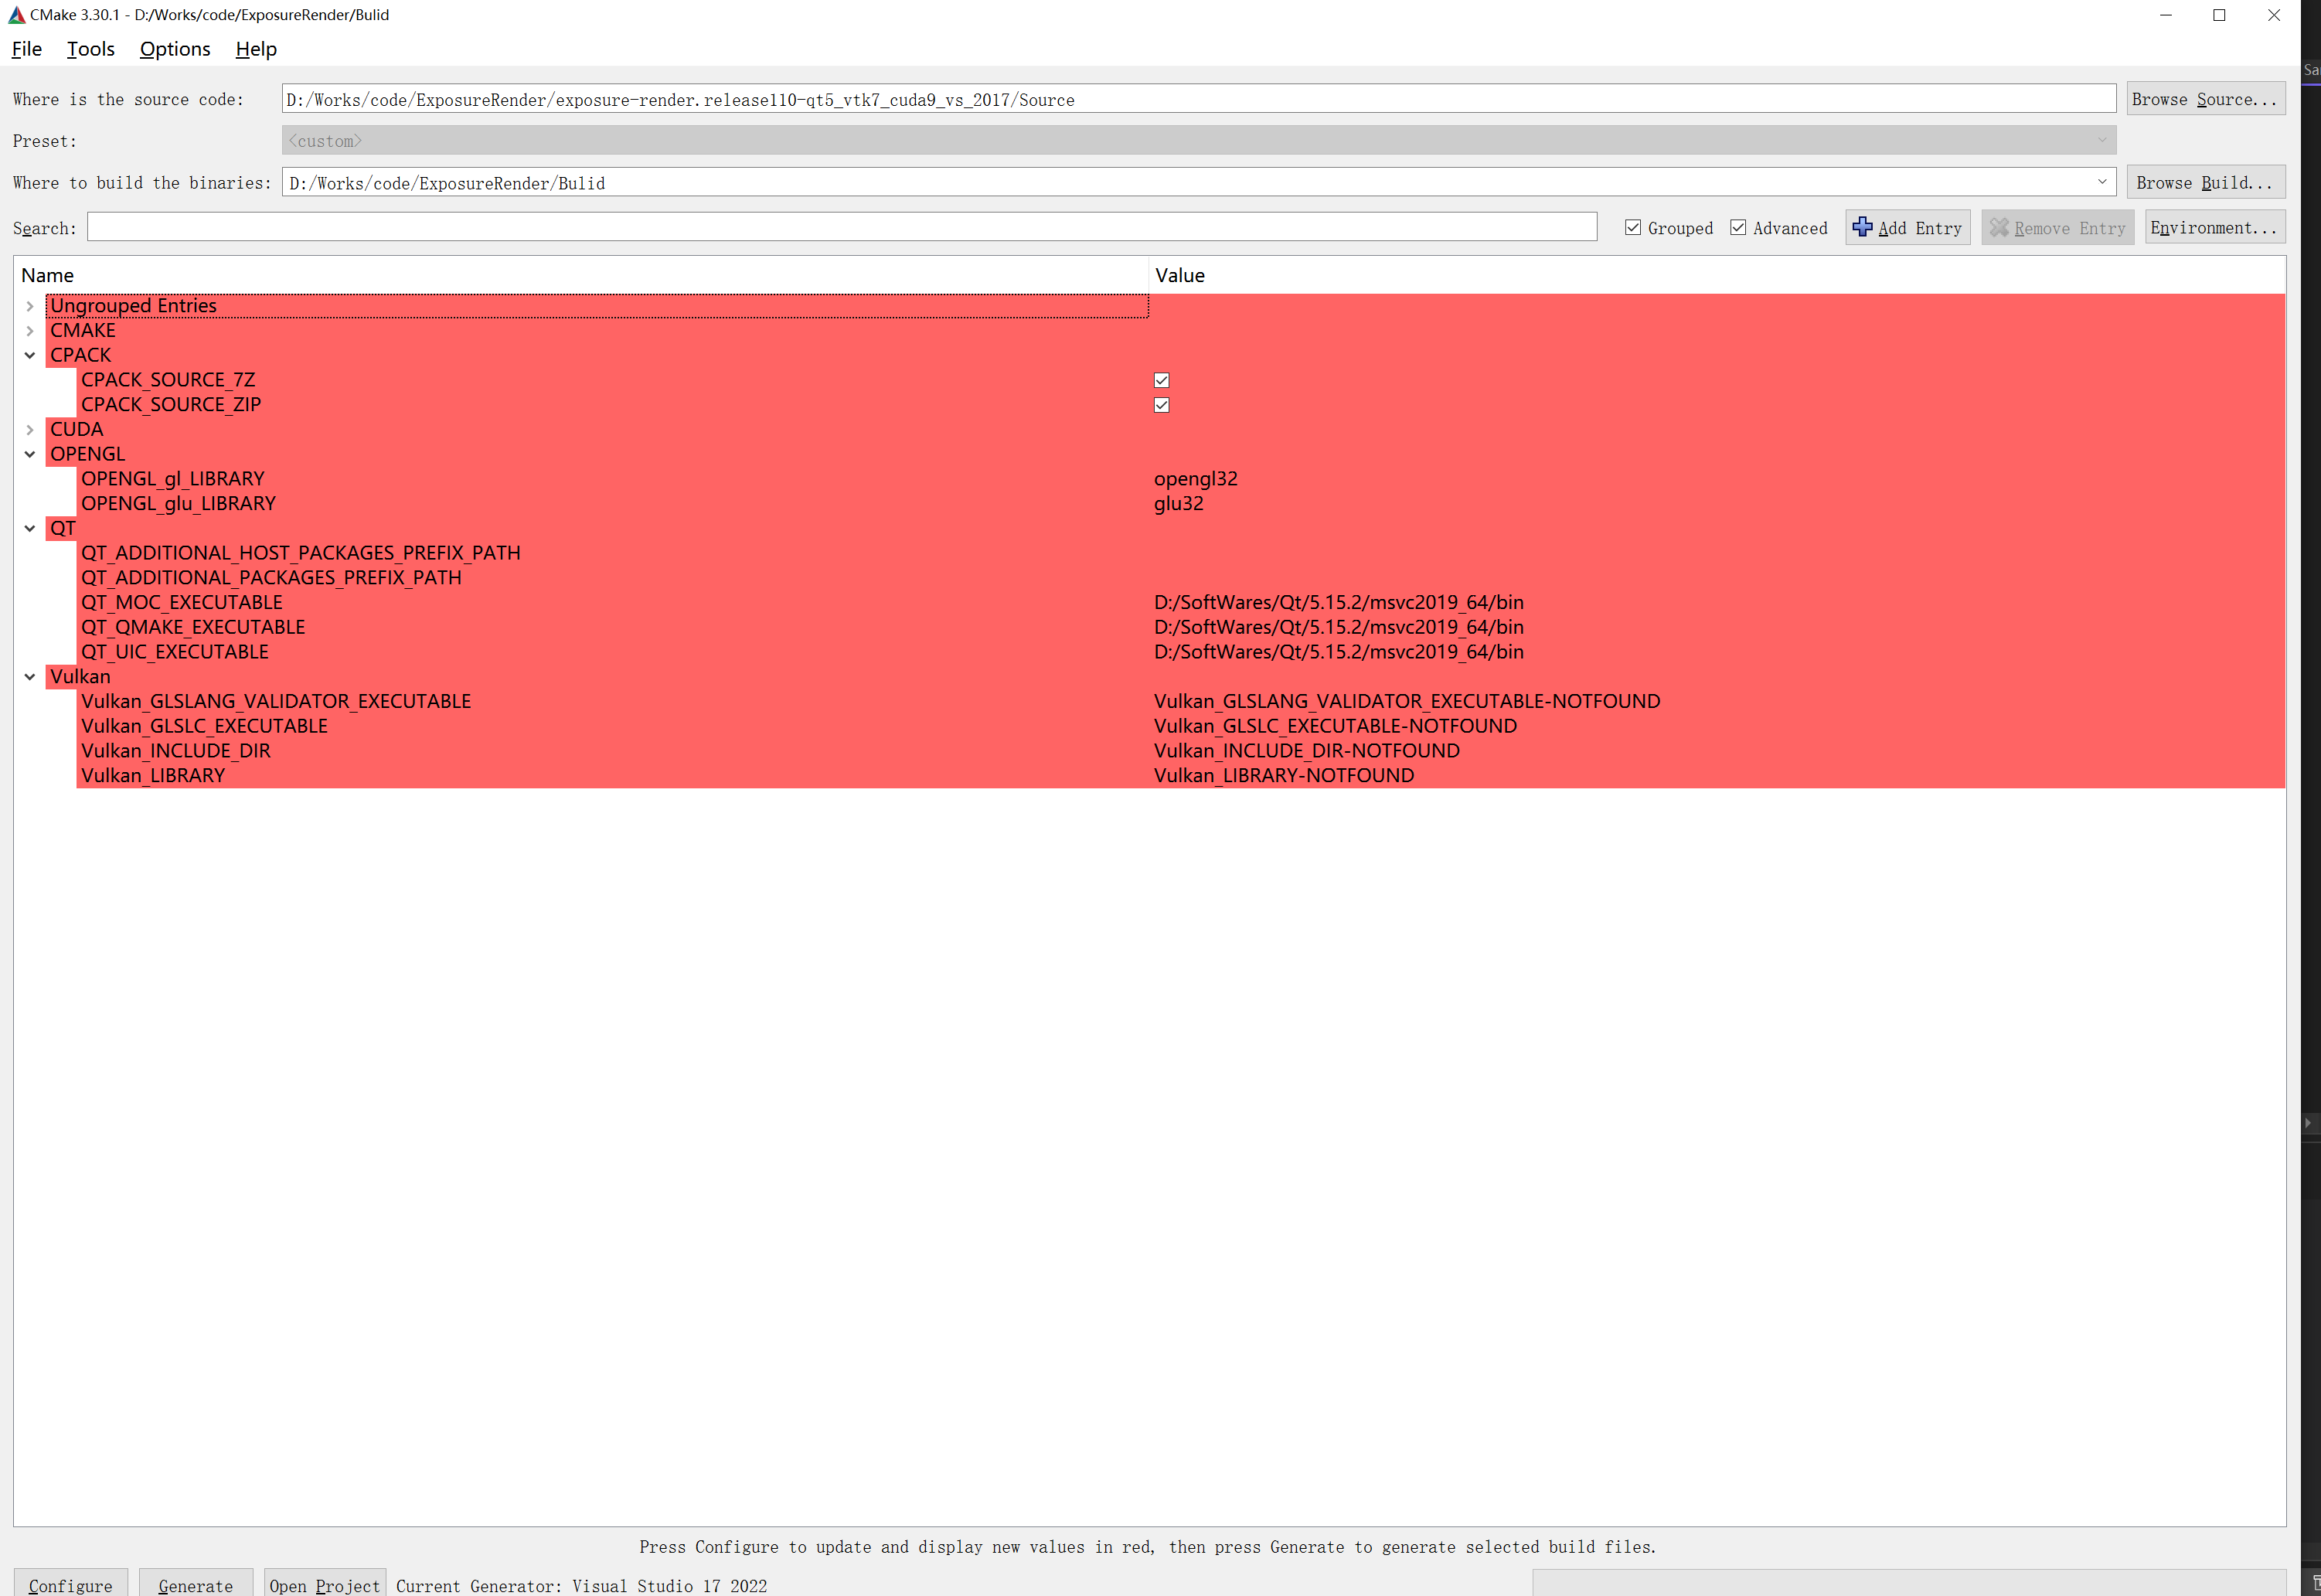 CMake 3.30.1 - D:/Works/code/ExposureRender/Bulid
File Tools Options Help
Sa
Where is the source code: D:/Works/code/ExposureRender/exposure-render.release110-qt5_vtk7_cuda9_vs_2017/Source Browse Source...
Preset: <custom>
Where to build the binaries: D:/Works/code/ExposureRender/Bulid Browse Build...
Search: Grouped Advanced Add Entry Remove Entry Environment...
Name Value
Ungrouped Entries
CMAKE
CPACK
CPACK_SOURCE_7Z
CPACK_SOURCE_ZIP
CUDA
OPENGL
OPENGL_gl_LIBRARY opengl32
OPENGL_glu_LIBRARY glu32
QT
QT_ADDITIONAL_HOST_PACKAGES_PREFIX_PATH
QT_ADDITIONAL_PACKAGES_PREFIX_PATH
QT_MOC_EXECUTABLE D:/SoftWares/Qt/5.15.2/msvc2019_64/bin
QT_QMAKE_EXECUTABLE D:/SoftWares/Qt/5.15.2/msvc2019_64/bin
QT_UIC_EXECUTABLE D:/SoftWares/Qt/5.15.2/msvc2019_64/bin
Vulkan
Vulkan_GLSLANG_VALIDATOR_EXECUTABLE Vulkan_GLSLANG_VALIDATOR_EXECUTABLE-NOTFOUND
Vulkan_GLSLC_EXECUTABLE Vulkan_GLSLC_EXECUTABLE-NOTFOUND
Vulkan_INCLUDE_DIR Vulkan_INCLUDE_DIR-NOTFOUND
Vulkan_LIBRARY Vulkan_LIBRARY-NOTFOUND
Press Configure to update and display new values in red, then press Generate to generate selected build files.
Configure Generate Open Project Current Generator: Visual Studio 17 2022